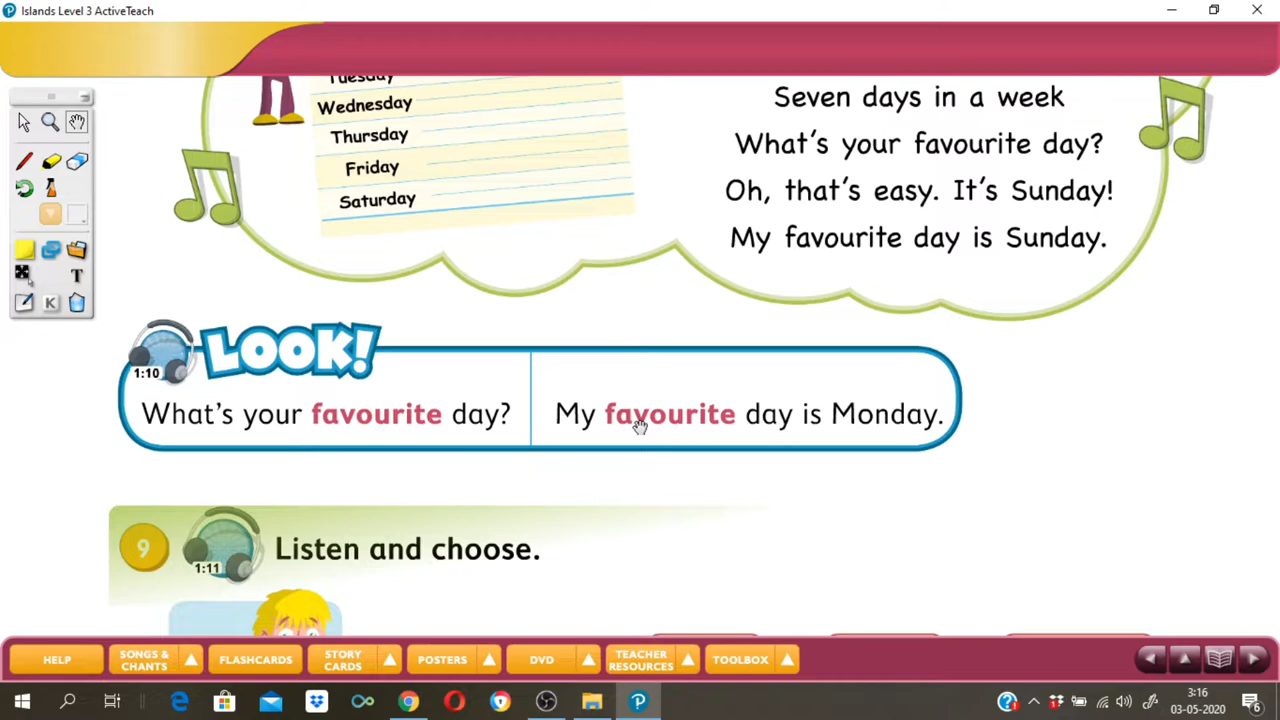 Islands Level 3 ActiveTeach
Tuesday
Wednesday
Thursday
Friday
Saturday
Seven days in a week
What's your favourite day?
Oh, that's easy. It's Sunday!
My favourite day is Sunday.
T
K
1:10
LOOK!
What's your favourite day?
My favourite day is Monday.
9
1:11
Listen and choose.
HELP
SONGS & CHANTS
FLASHCARDS
STORY CARDS
POSTERS
DVD
TEACHER RESOURCES
TOOLBOX
3:16
03-05-2020
6